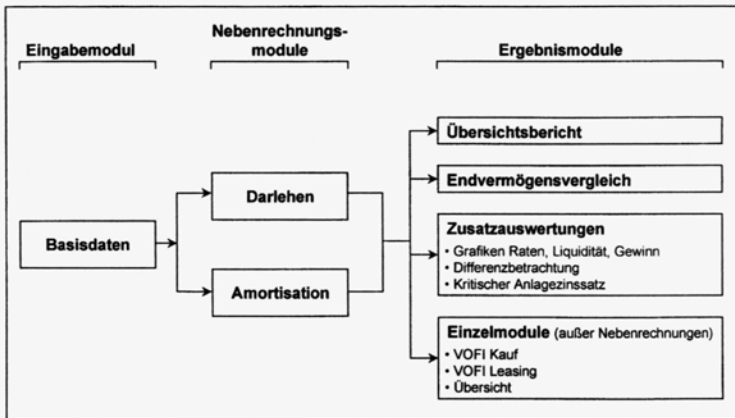 Eingabemodul
Nebenrechnungs-
module
Ergebnismodule
Basisdaten
Darlehen
Amortisation
Übersichtsbericht
Endvermögensvergleich
Zusatzauswertungen
• Grafiken Raten, Liquidität, Gewinn
• Differenzbetrachtung
• Kritischer Anlagezinssatz
Einzelmodule (außer Nebenrechnungen)
• VOFI Kauf
• VOFI Leasing
• Übersicht